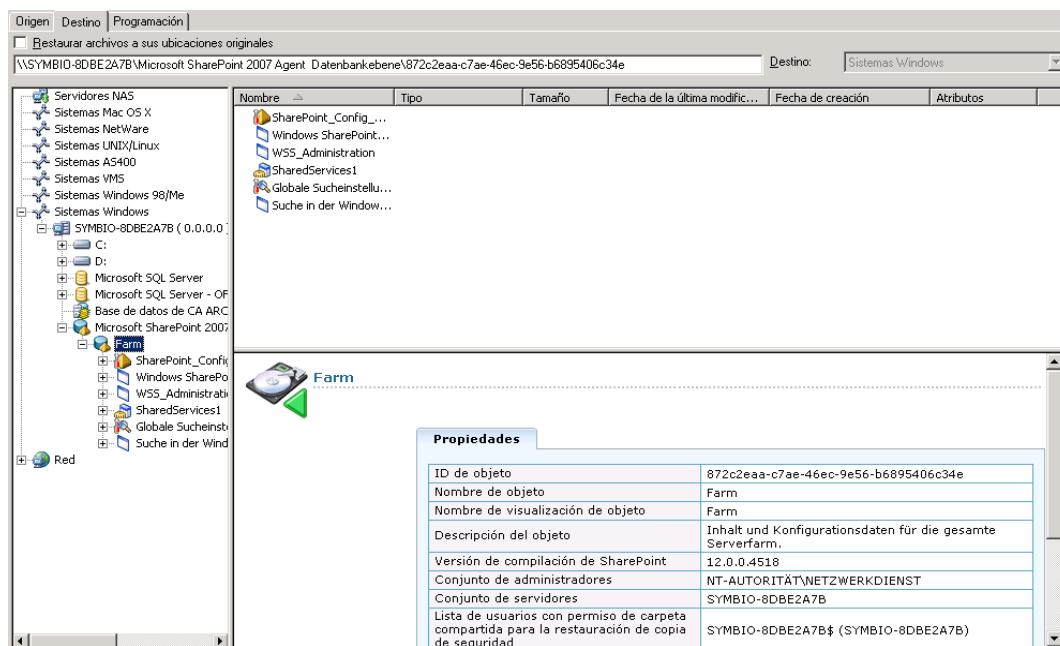 Origen Destino Programación
Restaurar archivos a sus ubicaciones originales
\\SYMBIO-8DBE2A7B\Microsoft SharePoint 2007 Agent Datenbankebene\872c2eaa-c7ae-46ec-9e56-b6895406c34e Destino: Sistemas Windows
Servidores NAS
Sistemas Mac OS X
Sistemas NetWare
Sistemas UNIX/Linux
Sistemas AS400
Sistemas VMS
Sistemas Windows 98/Me
Sistemas Windows
SYMBIO-8DBE2A7B ( 0.0.0.0 )
C:
D:
Microsoft SQL Server
Microsoft SQL Server - OF
Base de datos de CA ARC
Microsoft SharePoint 2007
Farm
SharePoint_Config
Windows SharePo
WSS_Administrati
SharedServices1
Globale Sucheinst
Suche in der Wind
Red
Nombre Tipo Tamaño Fecha de la última modific... Fecha de creación Atributos
SharePoint_Config_...
Windows SharePoint...
WSS_Administration
SharedServices1
Globale Sucheinstellu...
Suche in der Window...
Farm
Propiedades
ID de objeto 872c2eaa-c7ae-46ec-9e56-b6895406c34e
Nombre de objeto Farm
Nombre de visualización de objeto Farm
Descripción del objeto Inhalt und Konfigurationsdaten für die gesamte
Serverfarm.
Versión de compilación de SharePoint 12.0.0.4518
Conjunto de administradores NT-AUTORITÄT\NETZWERKDIENST
Conjunto de servidores SYMBIO-8DBE2A7B
Lista de usuarios con permiso de carpeta
compartida para la restauración de copia
de seguridad SYMBIO-8DBE2A7B$ (SYMBIO-8DBE2A7B)